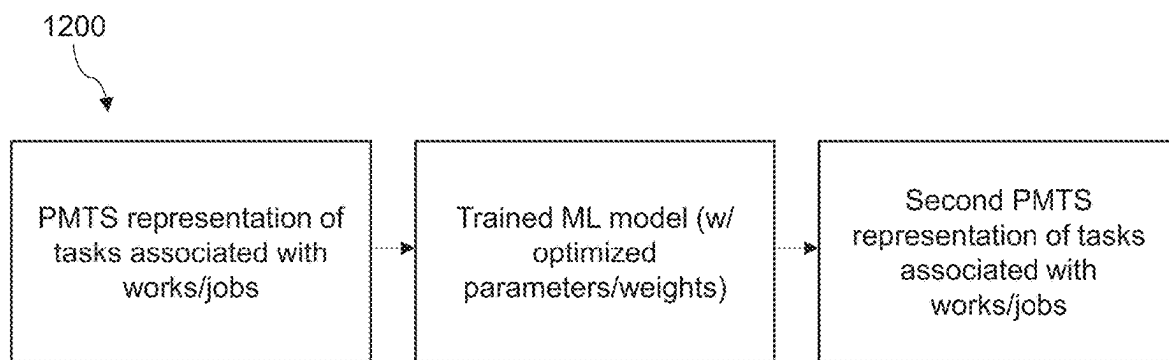 1200
PMTS representation of
tasks associated with
works/jobs
Trained ML model (w/
optimized
parameters/weights)
Second PMTS
representation of tasks
associated with
works/jobs